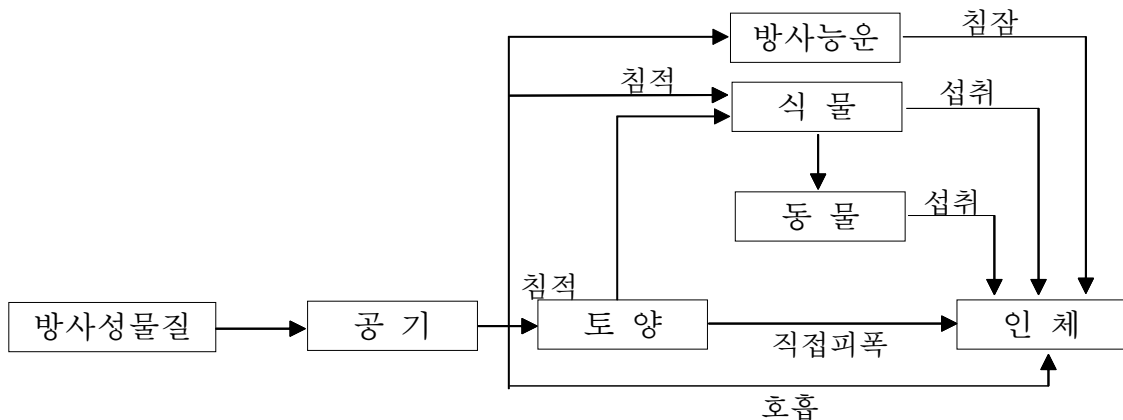 방사능운
침잠
침적
식 물
섭취
동 물
섭취
침적
방사성물질
공 기
토 양
직접피폭
인 체
호흡